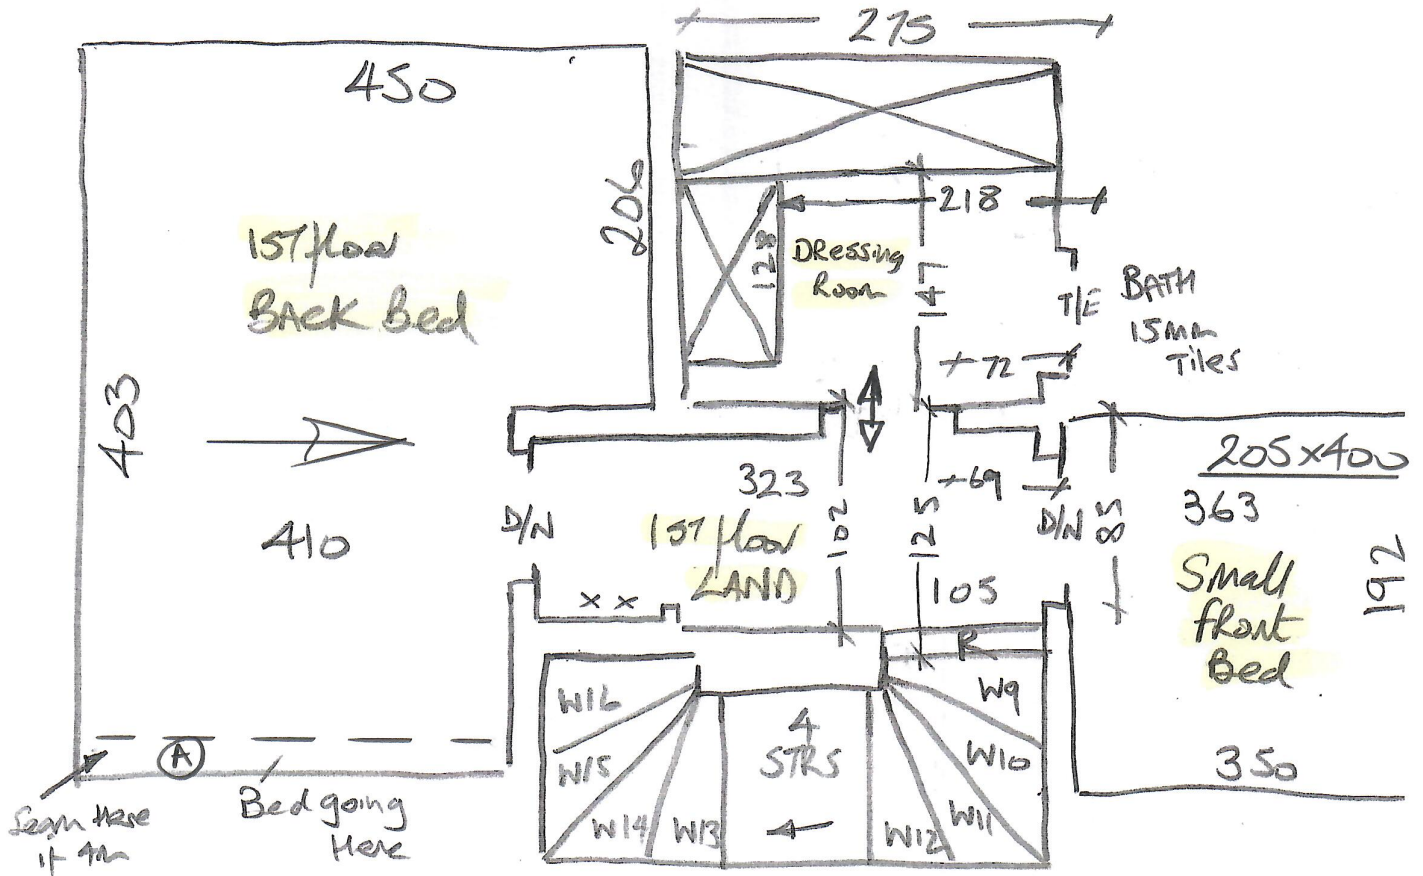 275
450
206
218
1ST floor
BACK Bed
128
DRessing
Room
147
T/E
BATH
15mm
Tiles
72
403
410
D/N
323
1ST floor
LAND
102
125
69
D/N
85
205x400
363
Small
fRont
Bed
192
350
x x
105
R
W16
W15
W14
W13
4
STRS
W9
W10
W11
W12
A
Seam Here
if 4m
Bed going
Here